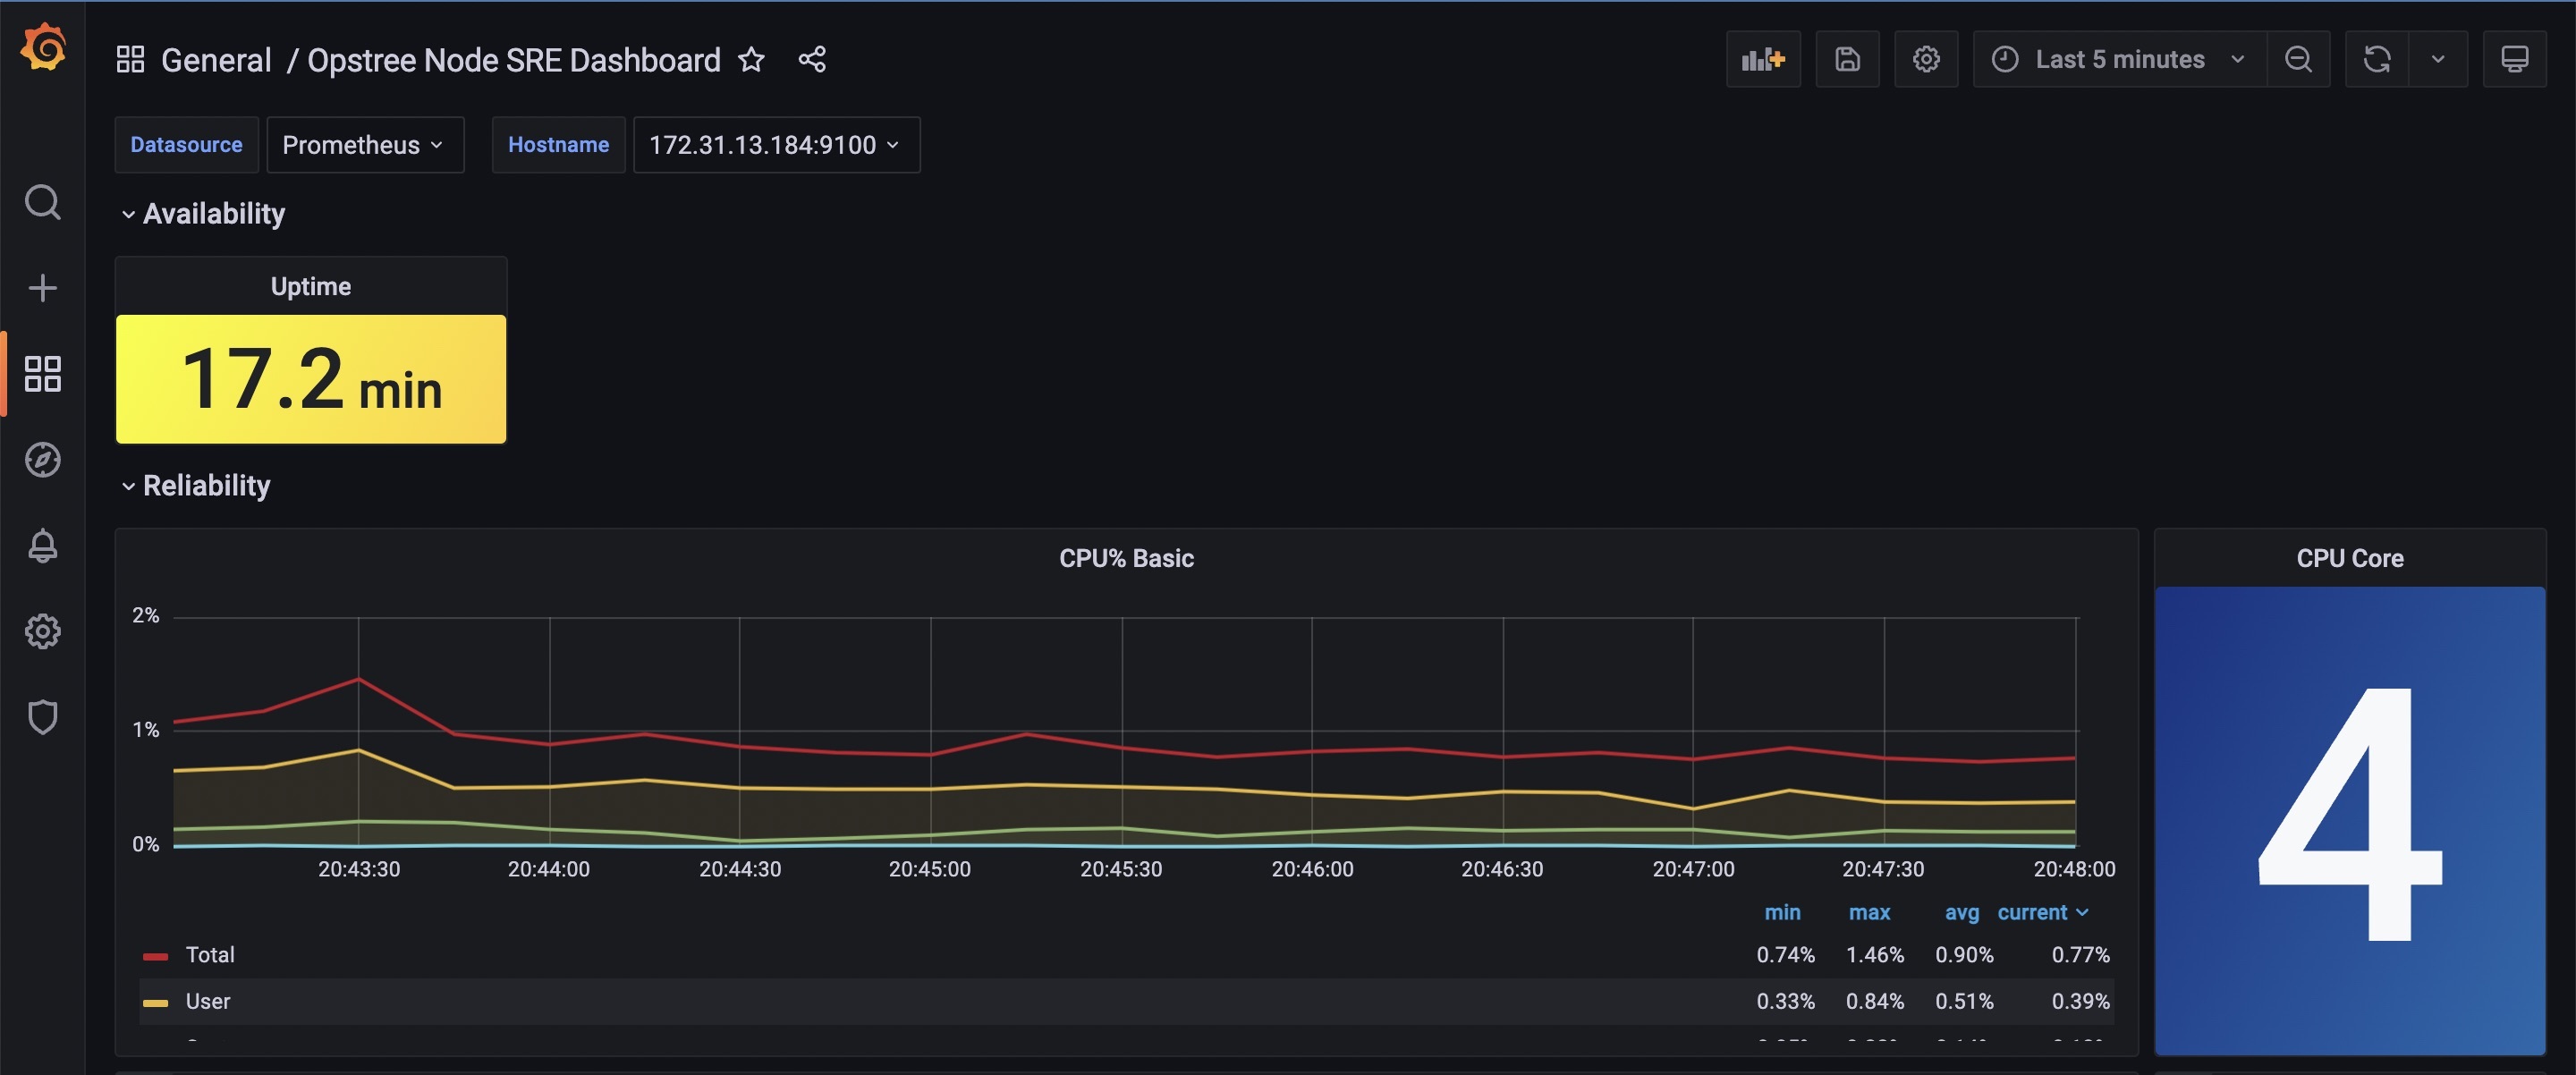 General / Opstree Node SRE Dashboard
Last 5 minutes
Datasource Prometheus Hostname 172.31.13.184:9100
Availability
Uptime
17.2 min
Reliability
CPU% Basic
2%
1%
0%
20:43:30 20:44:00 20:44:30 20:45:00 20:45:30 20:46:00 20:46:30 20:47:00 20:47:30 20:48:00
min max avg current
Total 0.74% 1.46% 0.90% 0.77%
User 0.33% 0.84% 0.51% 0.39%
CPU Core
4